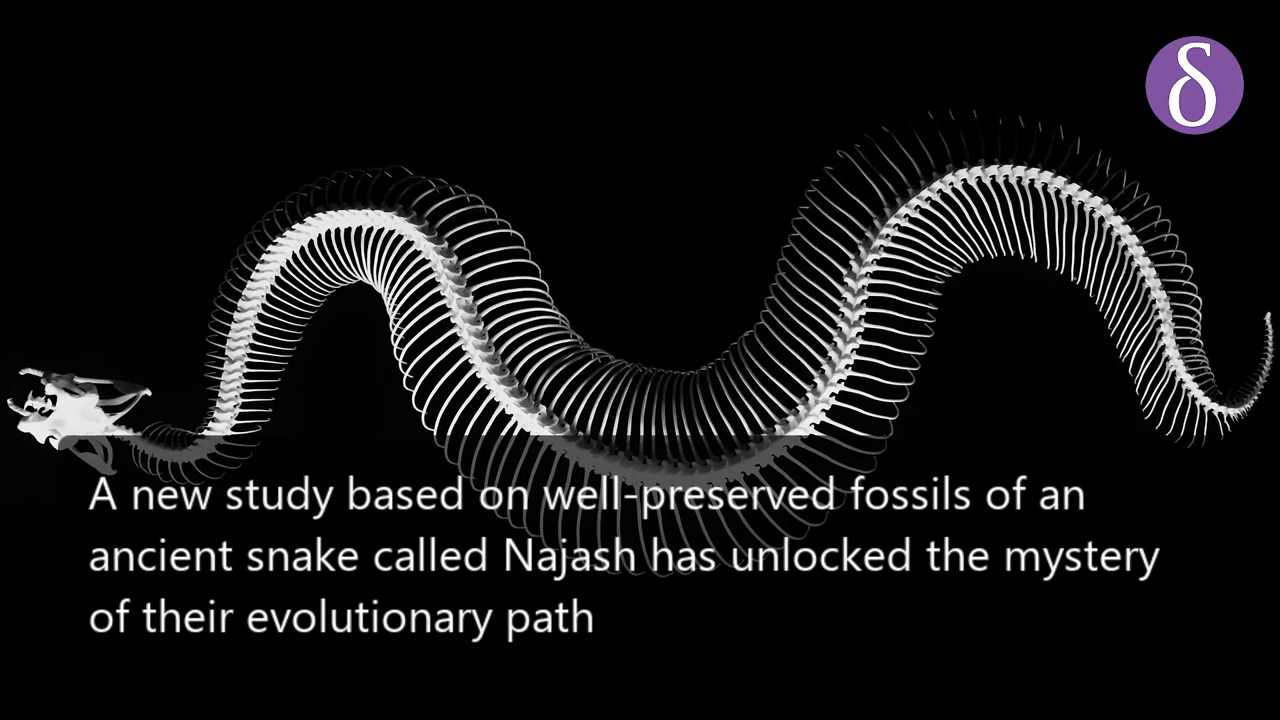 δ
A new study based on well-preserved fossils of an
ancient snake called Najash has unlocked the mystery
of their evolutionary path